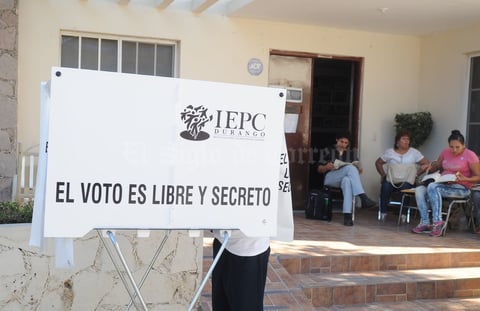 IEPC
DURANGO
EL VOTO ES LIBRE Y SECRETO